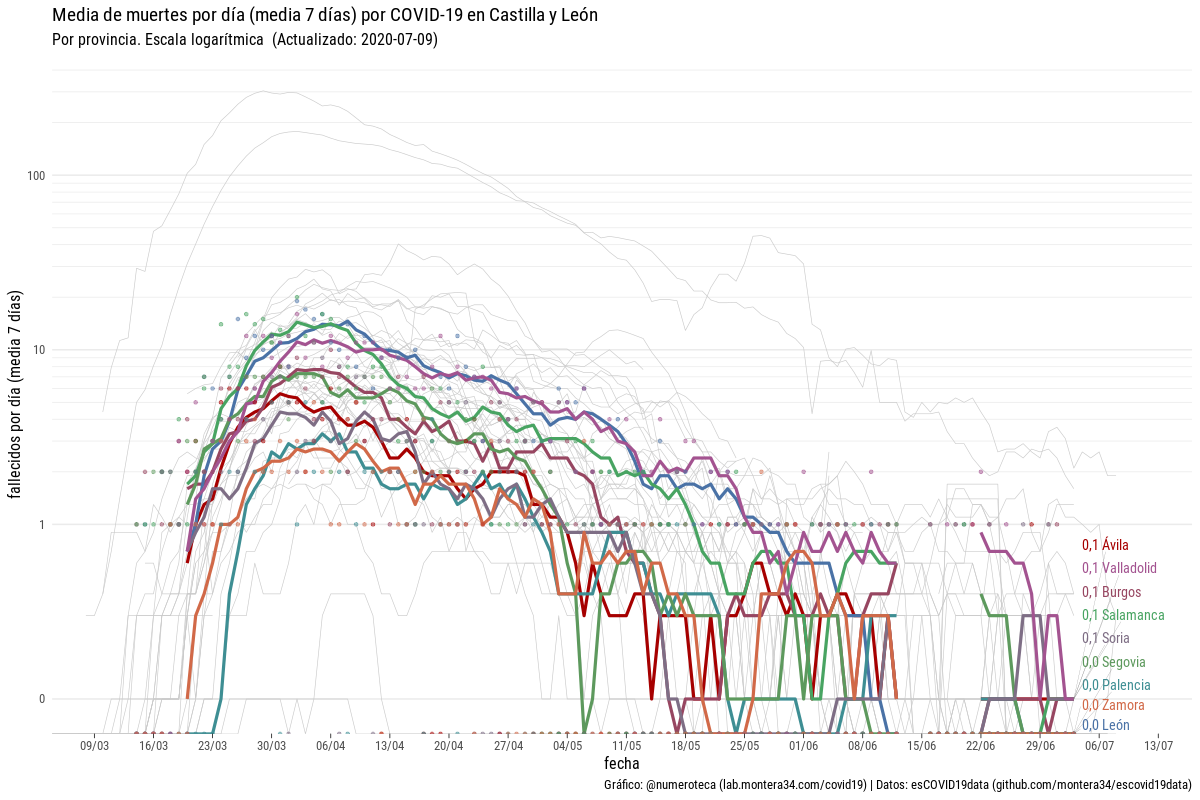 Media de muertes por día (media 7 días) por COVID-19 en Castilla y León
Por provincia. Escala logarítmica (Actualizado: 2020-07-09)
fallecidos por día (media 7 días)
100
10
1
0
0,1 Ávila
0,1 Valladolid
0,1 Burgos
0,1 Salamanca
0,1 Soria
0,0 Segovia
0,0 Palencia
0,0 Zamora
0,0 León
09/03 16/03 23/03 30/03 06/04 13/04 20/04 27/04 04/05 11/05 18/05 25/05 01/06 08/06 15/06 22/06 29/06 06/07 13/07
fecha
Gráfico: @numeroteca (lab.montera34.com/covid19) | Datos: esCOVID19data (github.com/montera34/escovid19data)